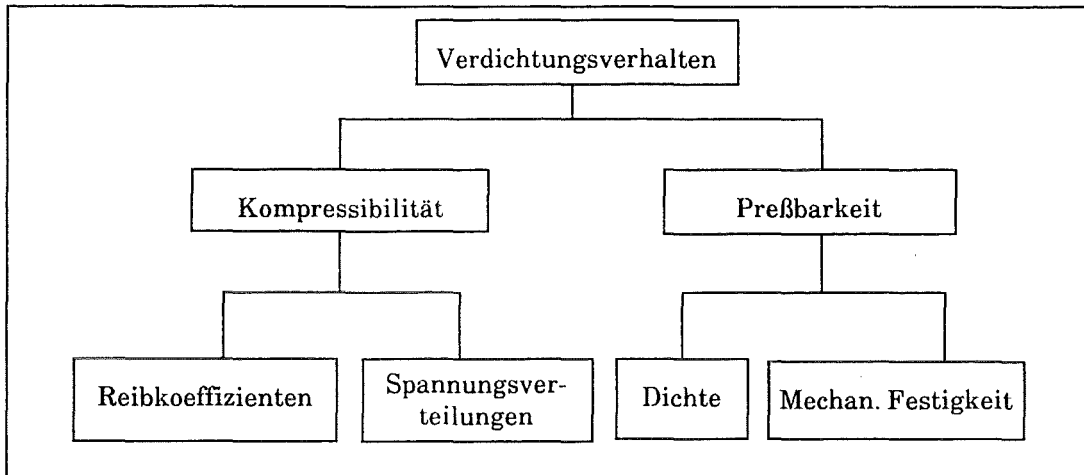 Verdichtungsverhalten
Kompressibilität
Preßbarkeit
Reibkoeffizienten
Spannungsver-
teilungen
Dichte
Mechan. Festigkeit